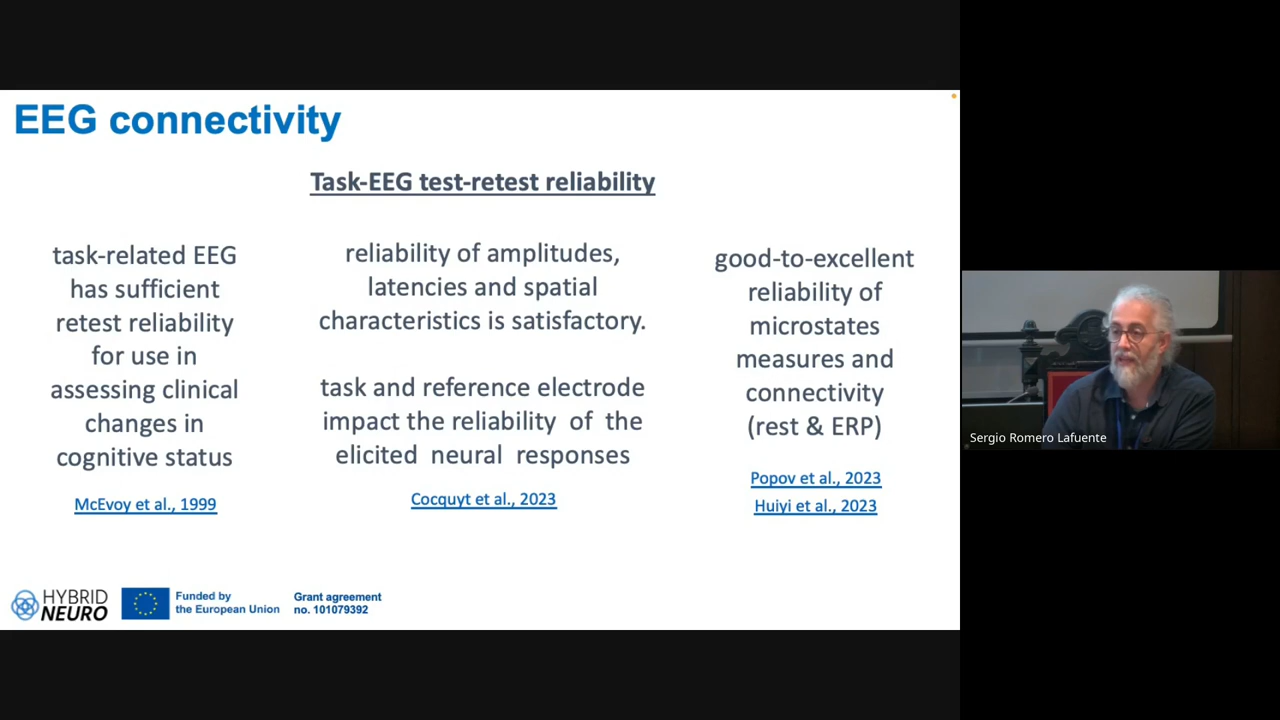 EEG connectivity
Task-EEG test-retest reliability
task-related EEG
has sufficient
retest reliability
for use in
assessing clinical
changes in
cognitive status
McEvoy et al., 1999
reliability of amplitudes,
latencies and spatial
characteristics is satisfactory.
task and reference electrode
impact the reliability of the
elicited neural responses
Cocquyt et al., 2023
good-to-excellent
reliability of
microstates
measures and
connectivity
(rest & ERP)
Popov et al., 2023
Huiyi et al., 2023
HYBRID
NEURO
Funded by
the European Union
Grant agreement
no. 101079392
Sergio Romero Lafuente